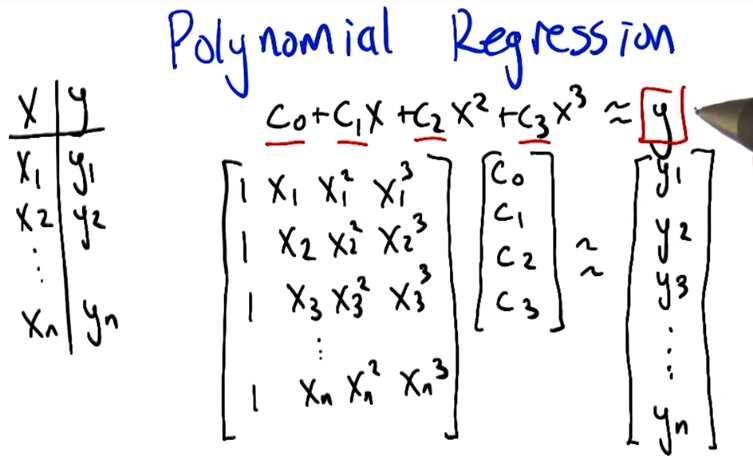 Polynomial Regression
x y
x₁ y₁
x₂ y₂
⋮
xₙ yₙ
c₀+c₁x+c₂x²+c₃x³ ≈ y
[1 x₁ x₁² x₁³] [c₀] [y₁]
[1 x₂ x₂² x₂³] [c₁] ≈ [y₂]
[1 x₃ x₃² x₃³] [c₂] [y₃]
⋮ [c₃] ⋮
[1 xₙ xₙ² xₙ³] [yₙ]